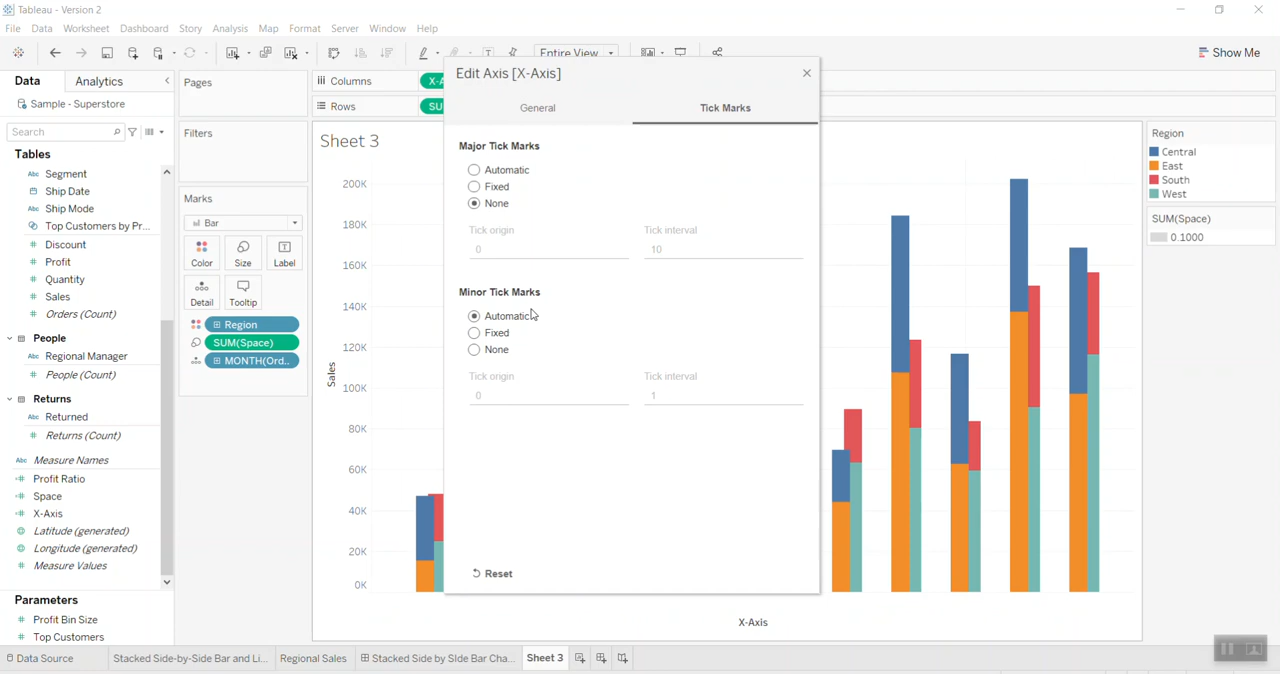 Tableau - Version 2
File Data Worksheet Dashboard Story Analysis Map Format Server Window Help
Entire View
Show Me
Data Analytics
Sample - Superstore
Search
Tables
Abc Segment
Ship Date
Abc Ship Mode
Top Customers by Pr...
# Discount
# Profit
# Quantity
# Sales
# Orders (Count)
People
Abc Regional Manager
# People (Count)
Returns
Abc Returned
# Returns (Count)
Abc Measure Names
=# Profit Ratio
=# Space
=# X-Axis
Latitude (generated)
Longitude (generated)
# Measure Values
Parameters
# Profit Bin Size
# Top Customers
Pages
Filters
Marks
Bar
Color Size Label
Detail Tooltip
Region
SUM(Space)
MONTH(Ord..
Columns X-A
Rows SU
Sheet 3
200K
180K
160K
140K
120K
100K
80K
60K
40K
20K
0K
Sales
X-Axis
Edit Axis [X-Axis]
General Tick Marks
Major Tick Marks
Automatic
Fixed
None
Tick origin Tick interval
0 10
Minor Tick Marks
Automatic
Fixed
None
Tick origin Tick interval
0 1
Reset
Region
Central
East
South
West
SUM(Space)
0.1000
Data Source Stacked Side-by-Side Bar and Li... Regional Sales Stacked Side by SIde Bar Cha... Sheet 3